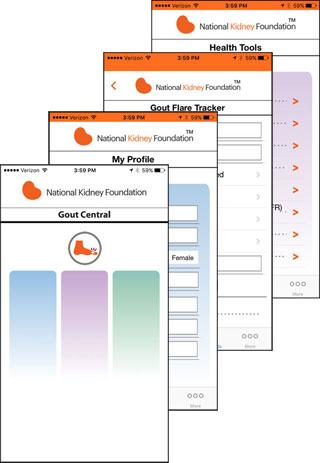 ●●●●● Verizon 3:59 PM 59%
National Kidney Foundation™
Health Tools
FR)
More
●●●●● Verizon 3:59 PM 59%
National Kidney Foundation™
Gout Flare Tracker
ed
More
●●●●● Verizon 3:59 PM 59%
National Kidney Foundation™
My Profile
Female
More
●●●●● Verizon 3:59 PM 59%
National Kidney Foundation
Gout Central
My